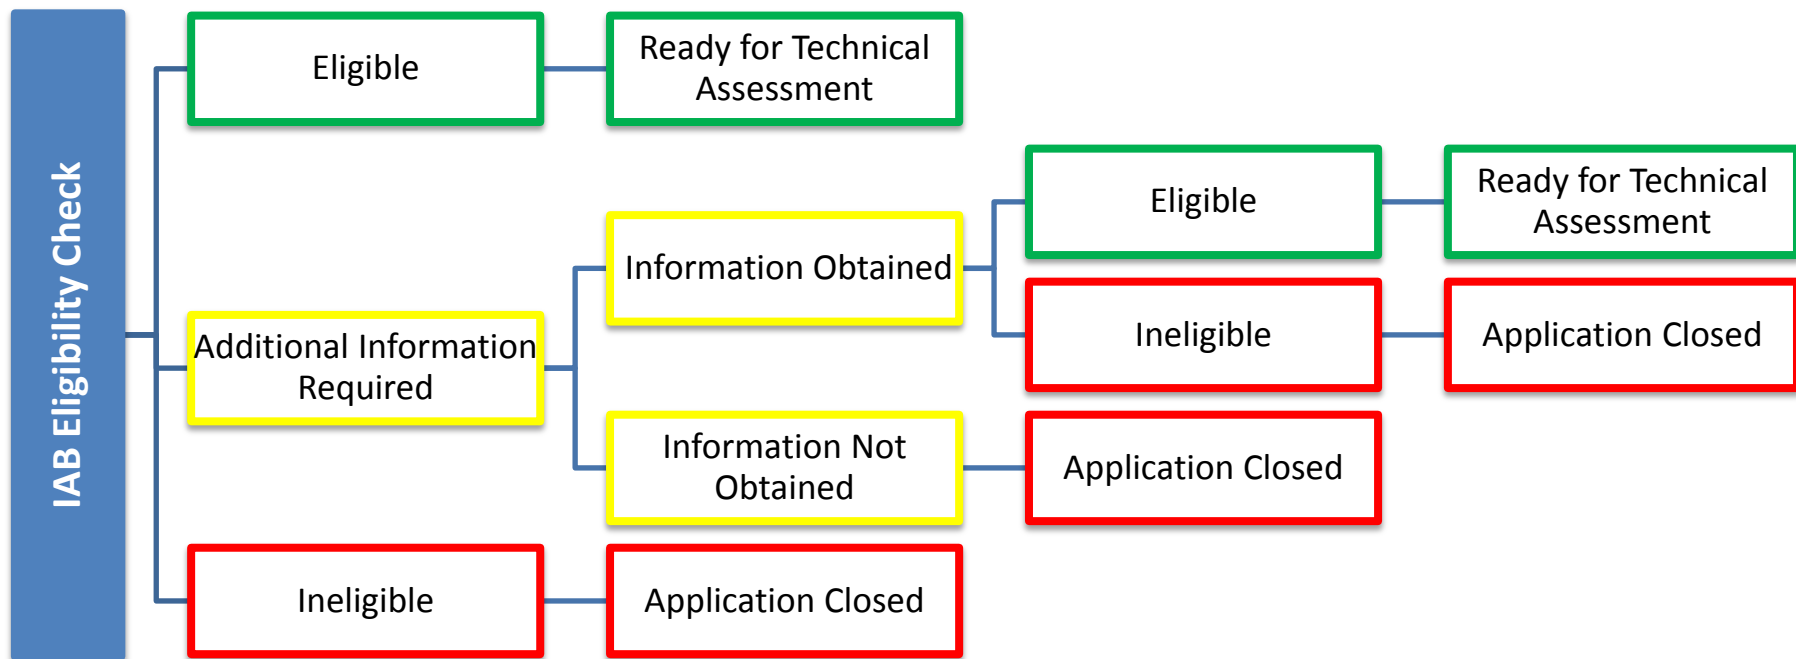 IAB Eligibility Check
Eligible
Ready for Technical
Assessment
Additional Information
Required
Information Obtained
Eligible
Ready for Technical
Assessment
Ineligible
Application Closed
Information Not
Obtained
Application Closed
Ineligible
Application Closed